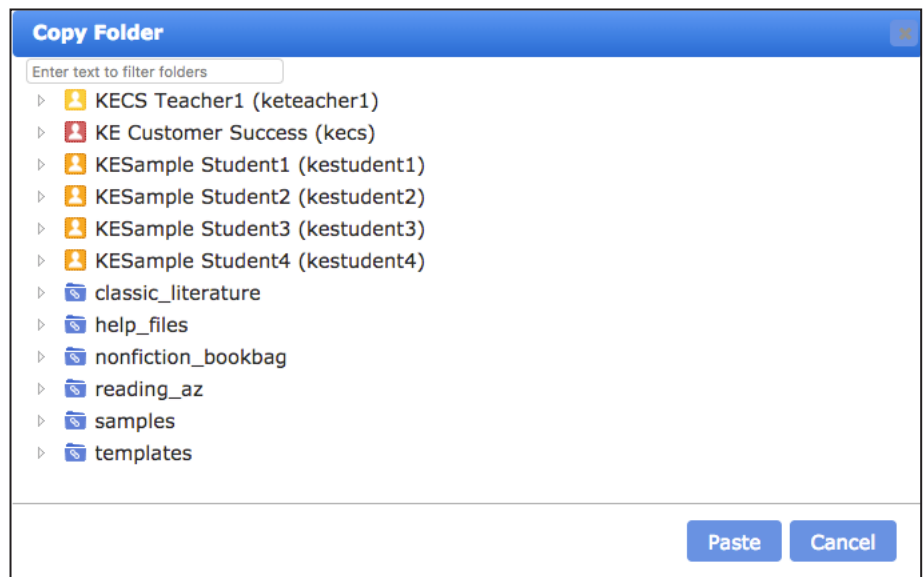 Copy Folder
Enter text to filter folders
KECS Teacher1 (keteacher1)
KE Customer Success (kecs)
KESample Student1 (kestudent1)
KESample Student2 (kestudent2)
KESample Student3 (kestudent3)
KESample Student4 (kestudent4)
classic_literature
help_files
nonfiction_bookbag
reading_az
samples
templates
Paste Cancel